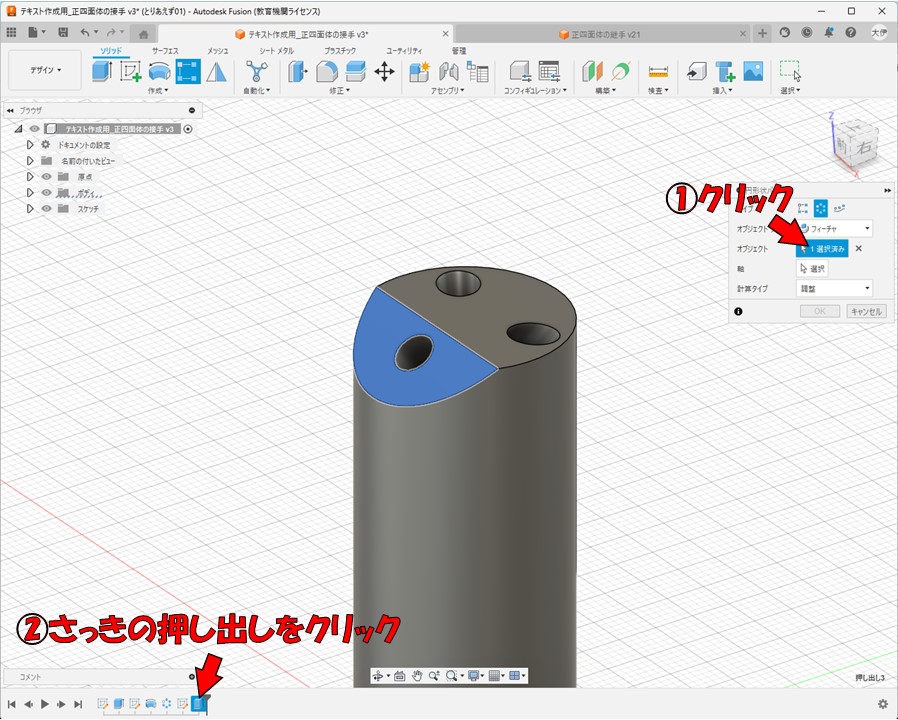 テキスト作成用_正四面体の接手 v3* (とりあえず01) - Autodesk Fusion (教育機関ライセンス)
テキスト作成用_正四面体の接手 v3*
正四面体の継手 v21
大伊
デザイン
ソリッド
サーフェス
メッシュ
シート メタル
プラスチック
ユーティリティ
管理
作成
自動化
修正
アセンブリ
コンフィギュレーション
構築
検査
挿入
選択
ブラウザ
テキスト作成用_正四面体の接手 v3
ドキュメントの設定
名前の付いたビュー
原点
ボディ
スケッチ
Z
前
右
X
①クリック
オブジェクト
フィーチャ
オブジェクト
1 選択済み
軸
選択
計算タイプ
調整
OK
キャンセル
②さっきの押し出しをクリック
コメント
押し出し3